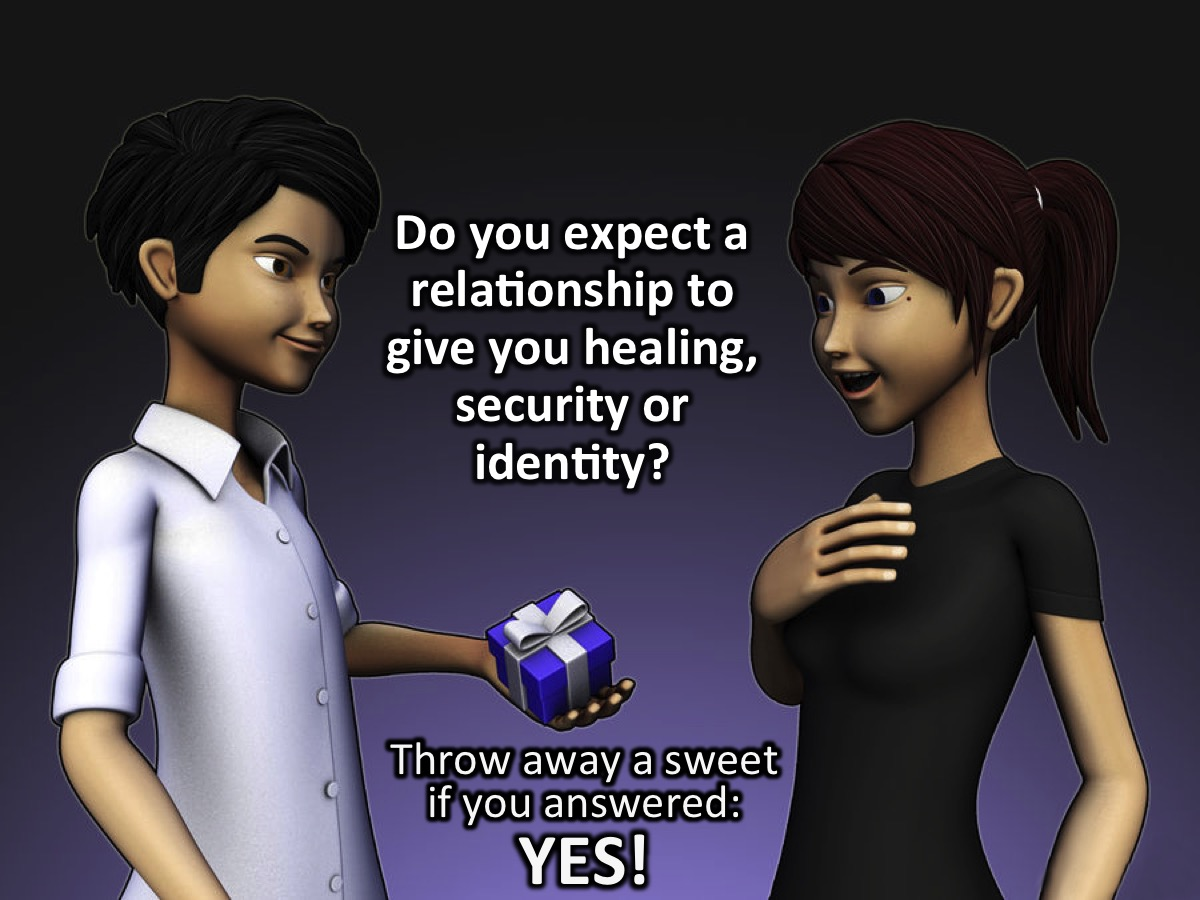 Do you expect a
relationship to
give you healing,
security or
identity?
Throw away a sweet
if you answered:
YES!